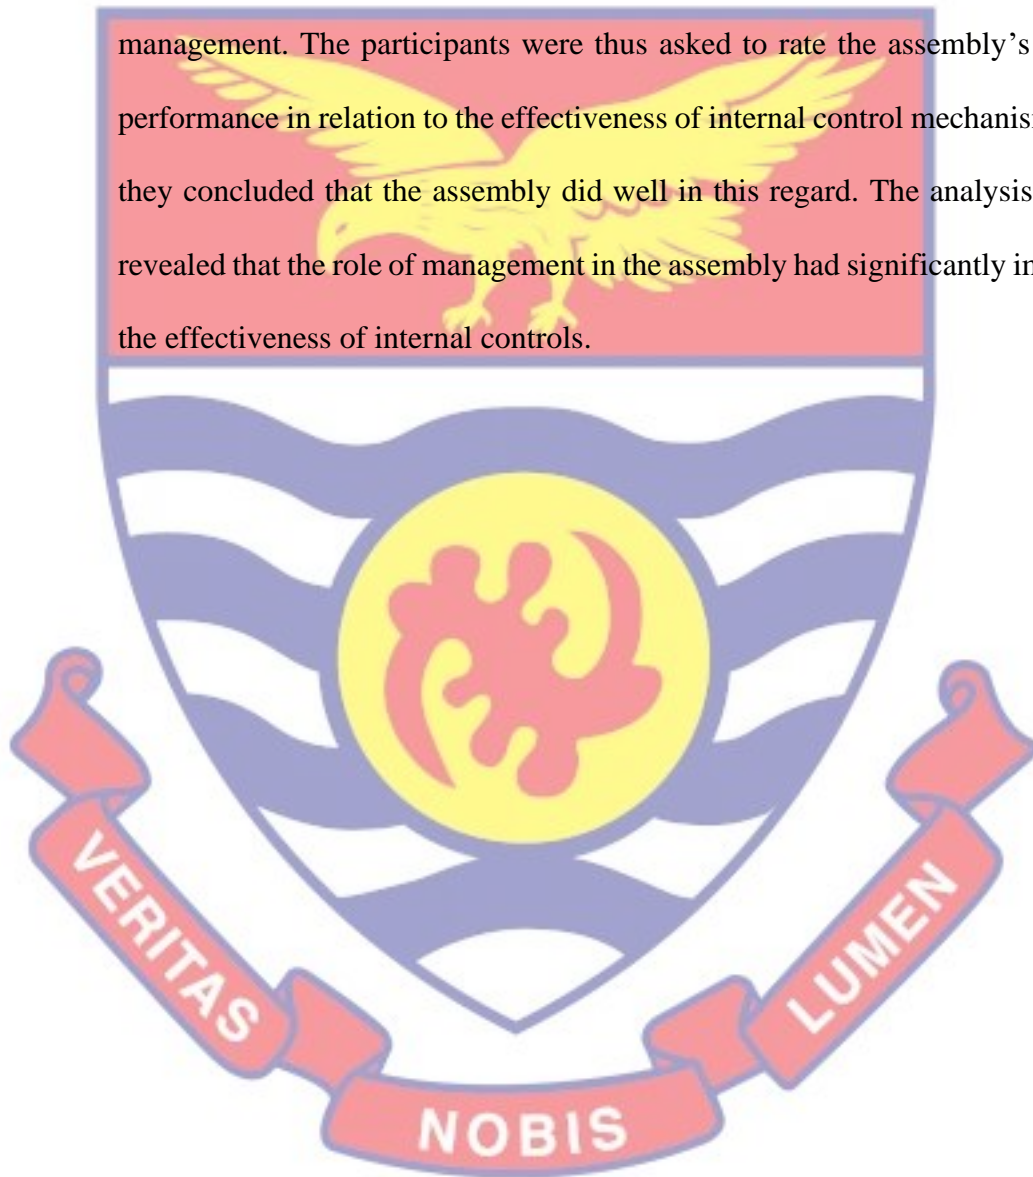 management. The participants were thus asked to rate the assembly’s
performance in relation to the effectiveness of internal control mechanis
they concluded that the assembly did well in this regard. The analysis
revealed that the role of management in the assembly had significantly in
the effectiveness of internal controls.
VERITAS
NOBIS
LUMEN